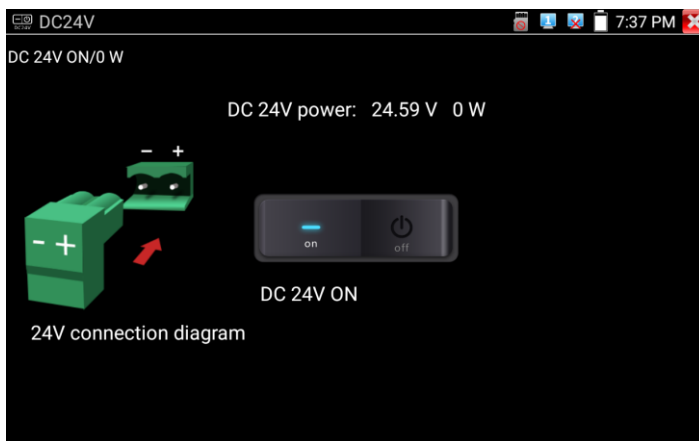 DC24V
7:37 PM
DC 24V ON/0 W
DC 24V power: 24.59 V 0 W
- +
- +
on
off
DC 24V ON
24V connection diagram